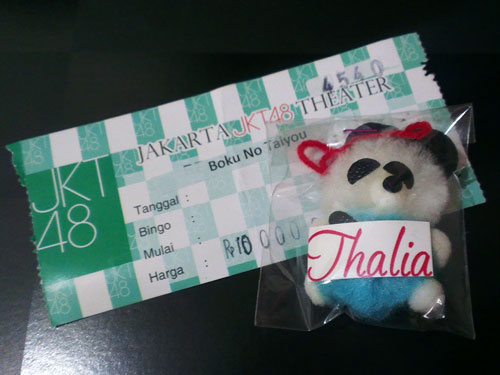 4540
JAKARTA JKT48 THEATER
Boku No Taiyou
JKT
48
Tanggal :
Bingo :
Mulai :
Harga :
Thalia